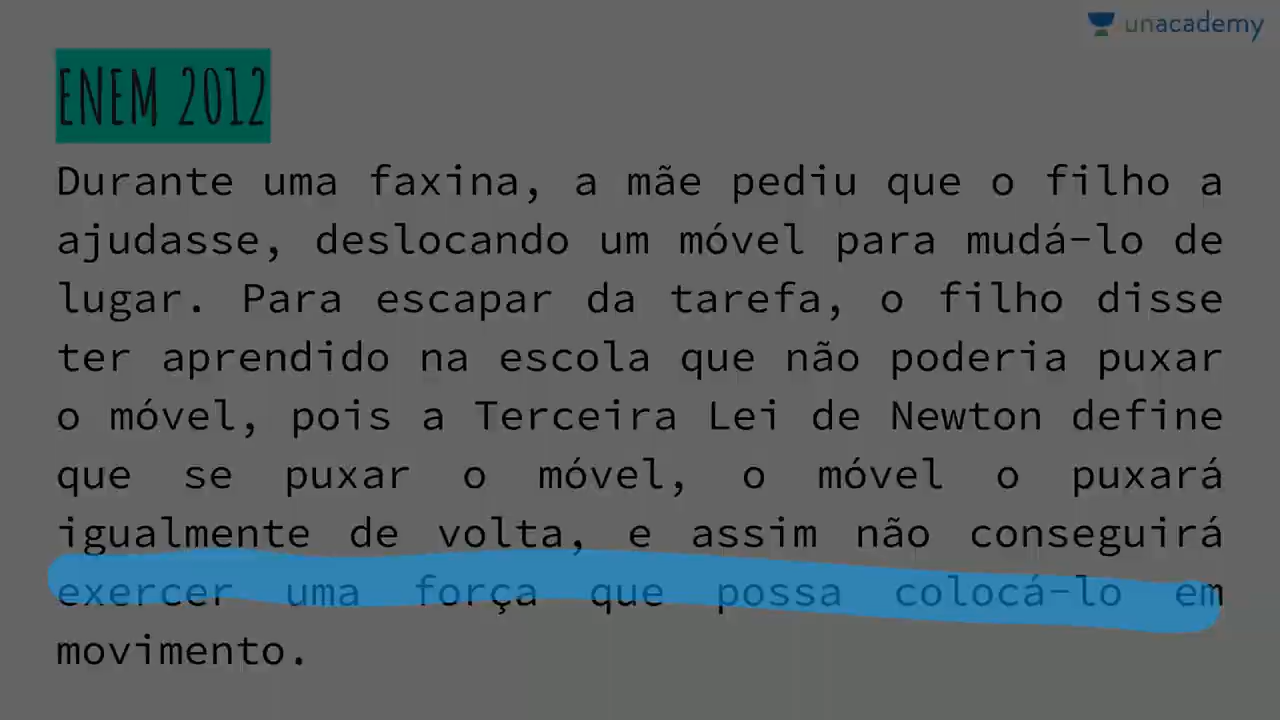 unacademy
ENEM 2012
Durante uma faxina, a mãe pediu que o filho a
ajudasse, deslocando um móvel para mudá-lo de
lugar. Para escapar da tarefa, o filho disse
ter aprendido na escola que não poderia puxar
o móvel, pois a Terceira Lei de Newton define
que se puxar o móvel, o móvel o puxará
igualmente de volta, e assim não conseguirá
exercer uma força que possa colocá-lo em
movimento.